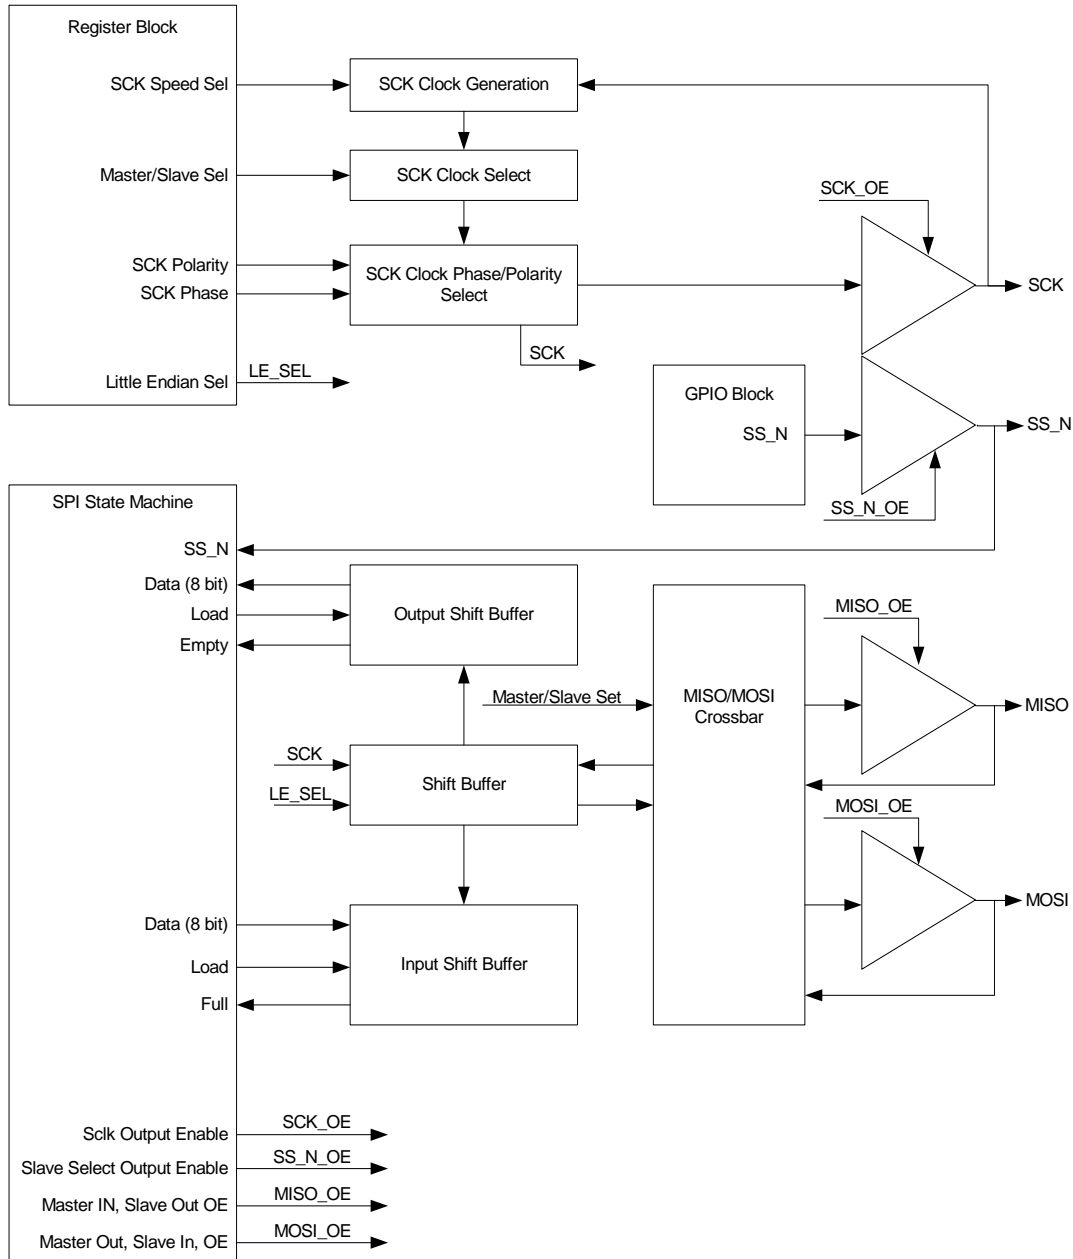 Register Block
SCK Speed Sel
SCK Clock Generation
Master/Slave Sel
SCK Clock Select
SCK_OE
SCK Polarity
SCK Phase
SCK Clock Phase/Polarity
Select
SCK
SCK
Little Endian Sel
LE_SEL
GPIO Block
SS_N
SS_N
SS_N_OE
SPI State Machine
SS_N
Data (8 bit)
Load
Empty
Output Shift Buffer
MISO_OE
Master/Slave Set
MISO/MOSI
Crossbar
MISO
SCK
LE_SEL
Shift Buffer
MOSI_OE
MOSI
Data (8 bit)
Load
Full
Input Shift Buffer
Sclk Output Enable
SCK_OE
Slave Select Output Enable
SS_N_OE
Master IN, Slave Out OE
MISO_OE
Master Out, Slave In, OE
MOSI_OE